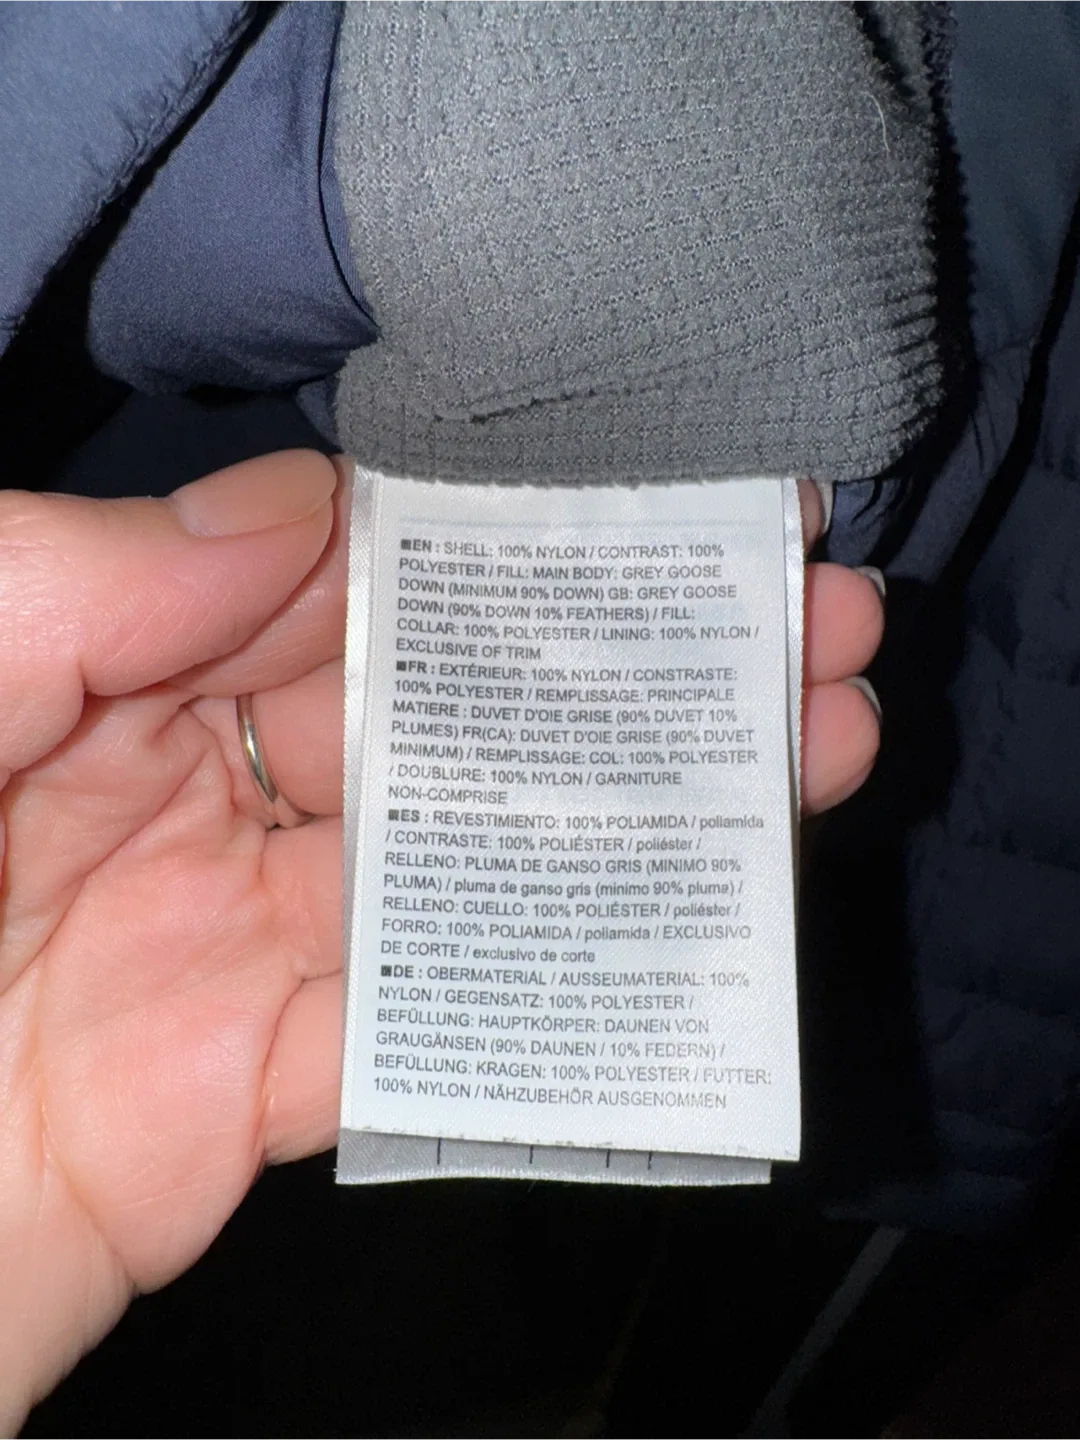 EN : SHELL: 100% NYLON / CONTRAST: 100%
POLYESTER / FILL: MAIN BODY: GREY GOOSE
DOWN (MINIMUM 90% DOWN) GB: GREY GOOSE
DOWN (90% DOWN 10% FEATHERS) / FILL:
COLLAR: 100% POLYESTER / LINING: 100% NYLON /
EXCLUSIVE OF TRIM
FR : EXTÉRIEUR: 100% NYLON / CONSTRASTE:
100% POLYESTER / REMPLISSAGE: PRINCIPALE
MATIERE : DUVET D'OIE GRISE (90% DUVET 10%
PLUMES) FR(CA): DUVET D'OIE GRISE (90% DUVET
MINIMUM) / REMPLISSAGE: COL: 100% POLYESTER
/ DOUBLURE: 100% NYLON / GARNITURE
NON-COMPRISE
ES : REVESTIMIENTO: 100% POLIAMIDA / poliamida
/ CONTRASTE: 100% POLIÉSTER / poliéster /
RELLENO: PLUMA DE GANSO GRIS (MINIMO 90%
PLUMA) / pluma de ganso gris (minimo 90% pluma) /
RELLENO: CUELLO: 100% POLIÉSTER / poliéster /
FORRO: 100% POLIAMIDA / poliamida / EXCLUSIVO
DE CORTE / exclusivo de corte
DE : OBERMATERIAL / AUSSEUMATERIAL: 100%
NYLON / GEGENSATZ: 100% POLYESTER /
BEFÜLLUNG: HAUPTKÖRPER: DAUNEN VON
GRAUGÄNSEN (90% DAUNEN / 10% FEDERN) /
BEFÜLLUNG: KRAGEN: 100% POLYESTER / FUTTER:
100% NYLON / NÄHZUBEHÖR AUSGENOMMEN